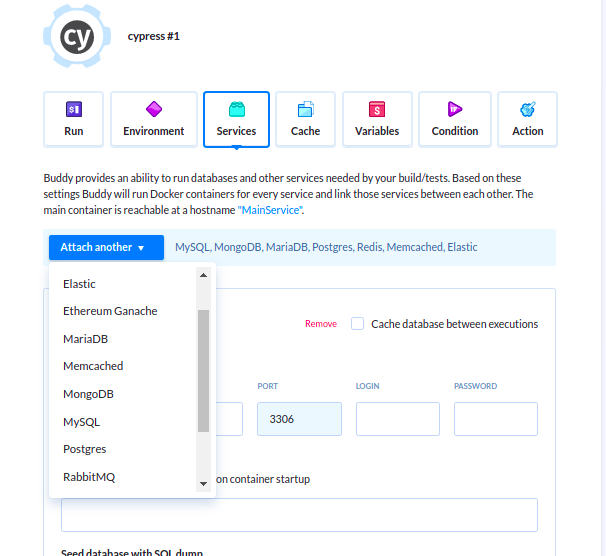 cy
cypress #1
$1
S
Run Environment Services Cache Variables Condition Action
Buddy provides an ability to run databases and other services needed by your build/tests. Based on these
settings Buddy will run Docker containers for every service and link those services between each other. The
main container is reachable at a hostname "MainService".
Attach another ▼ MySQL, MongoDB, MariaDB, Postgres, Redis, Memcached, Elastic
Elastic
Ethereum Ganache
Remove Cache database between executions
MariaDB
Memcached
PORT LOGIN PASSWORD
MongoDB
MySQL 3306
Postgres
RabbitMQ on container startup
Seed database with SQL dump